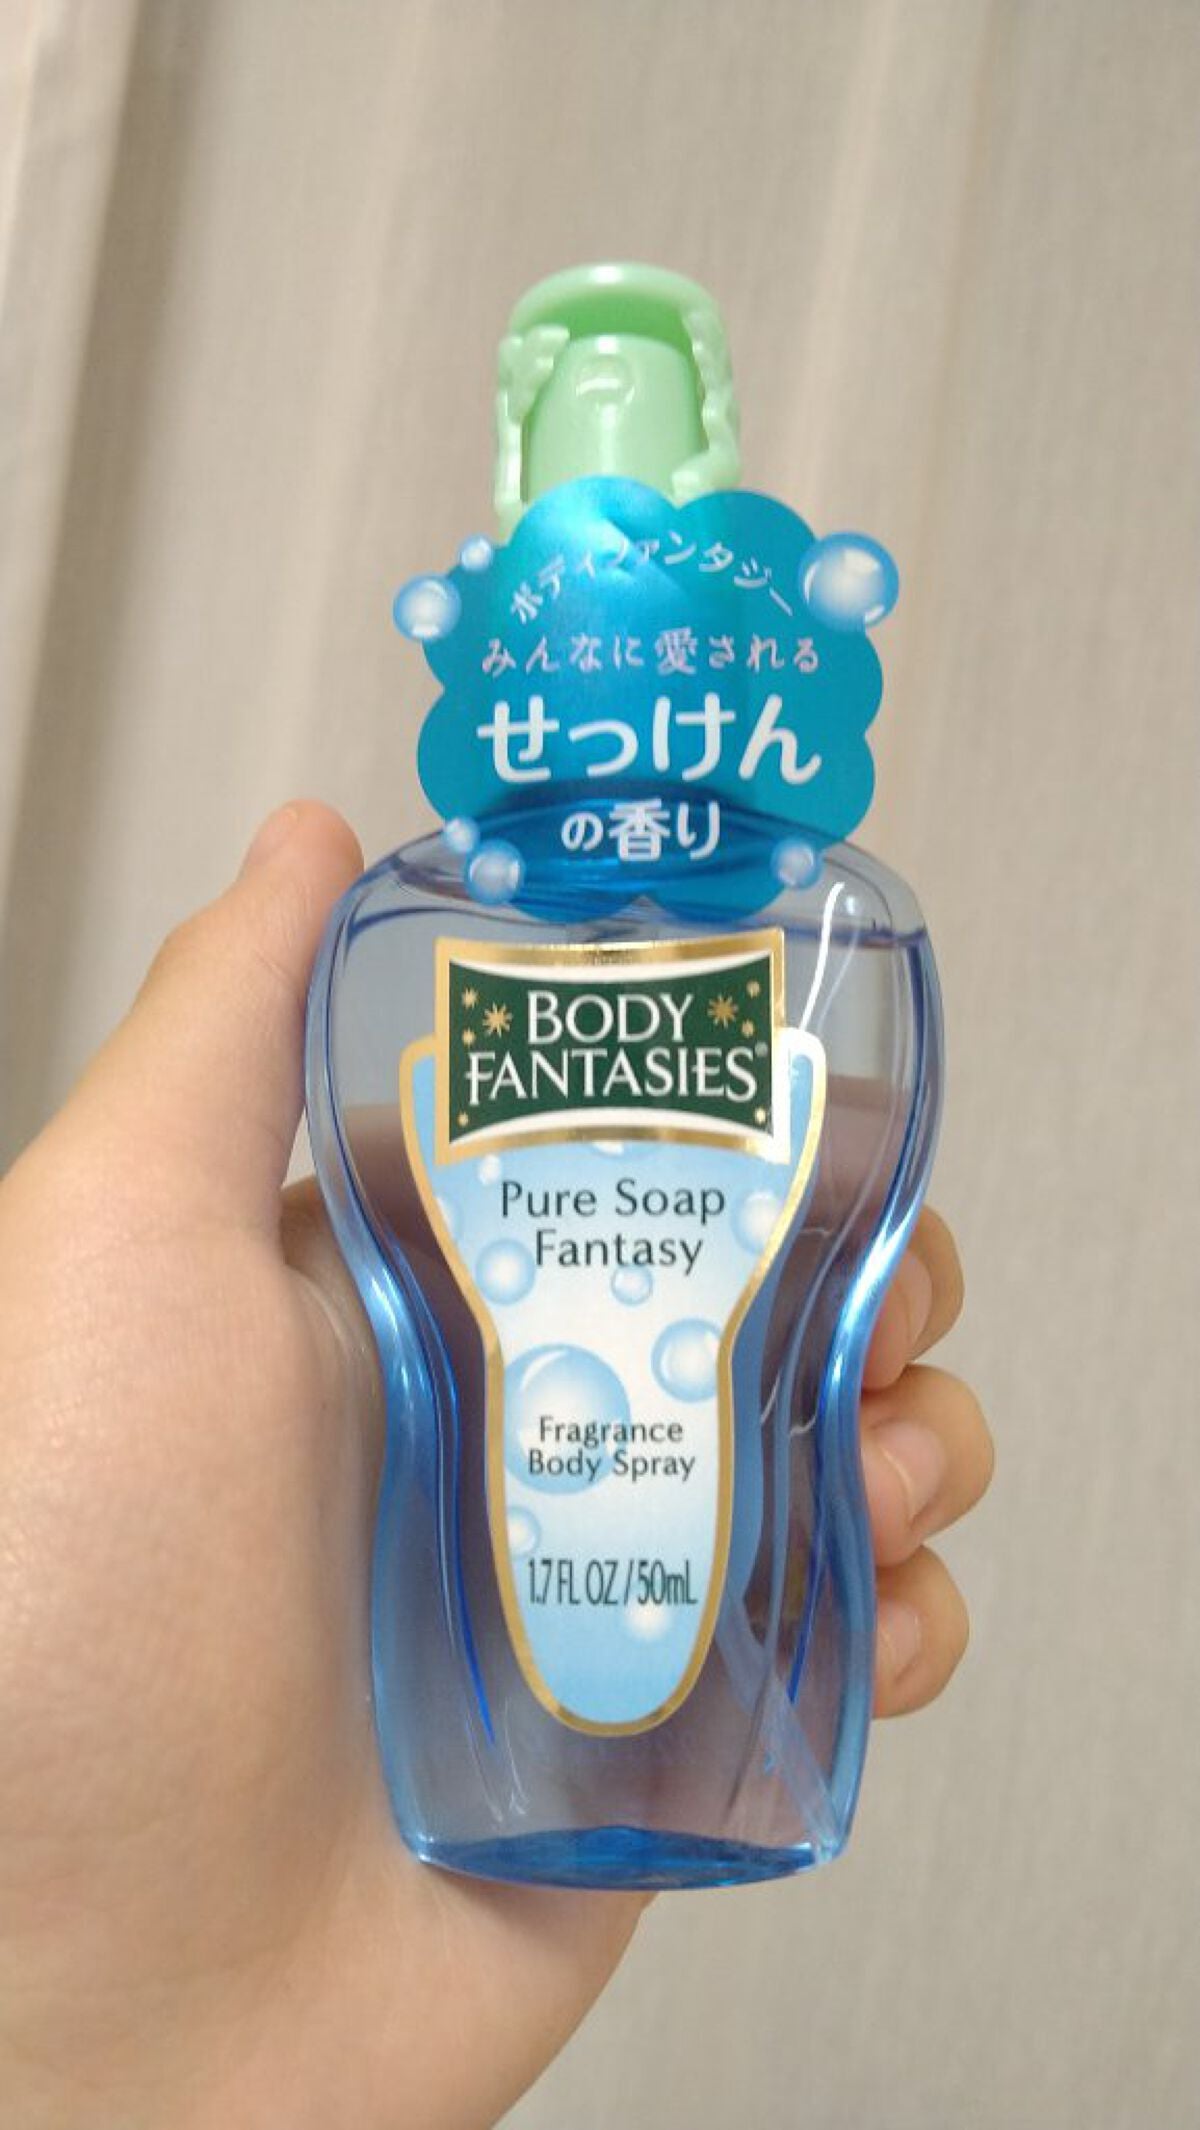 ボディファンタジー
みんなに愛される
せっけん
の香り
BODY
FANTASIES®
Pure Soap
Fantasy
Fragrance
Body Spray
1.7 FL OZ / 50mL